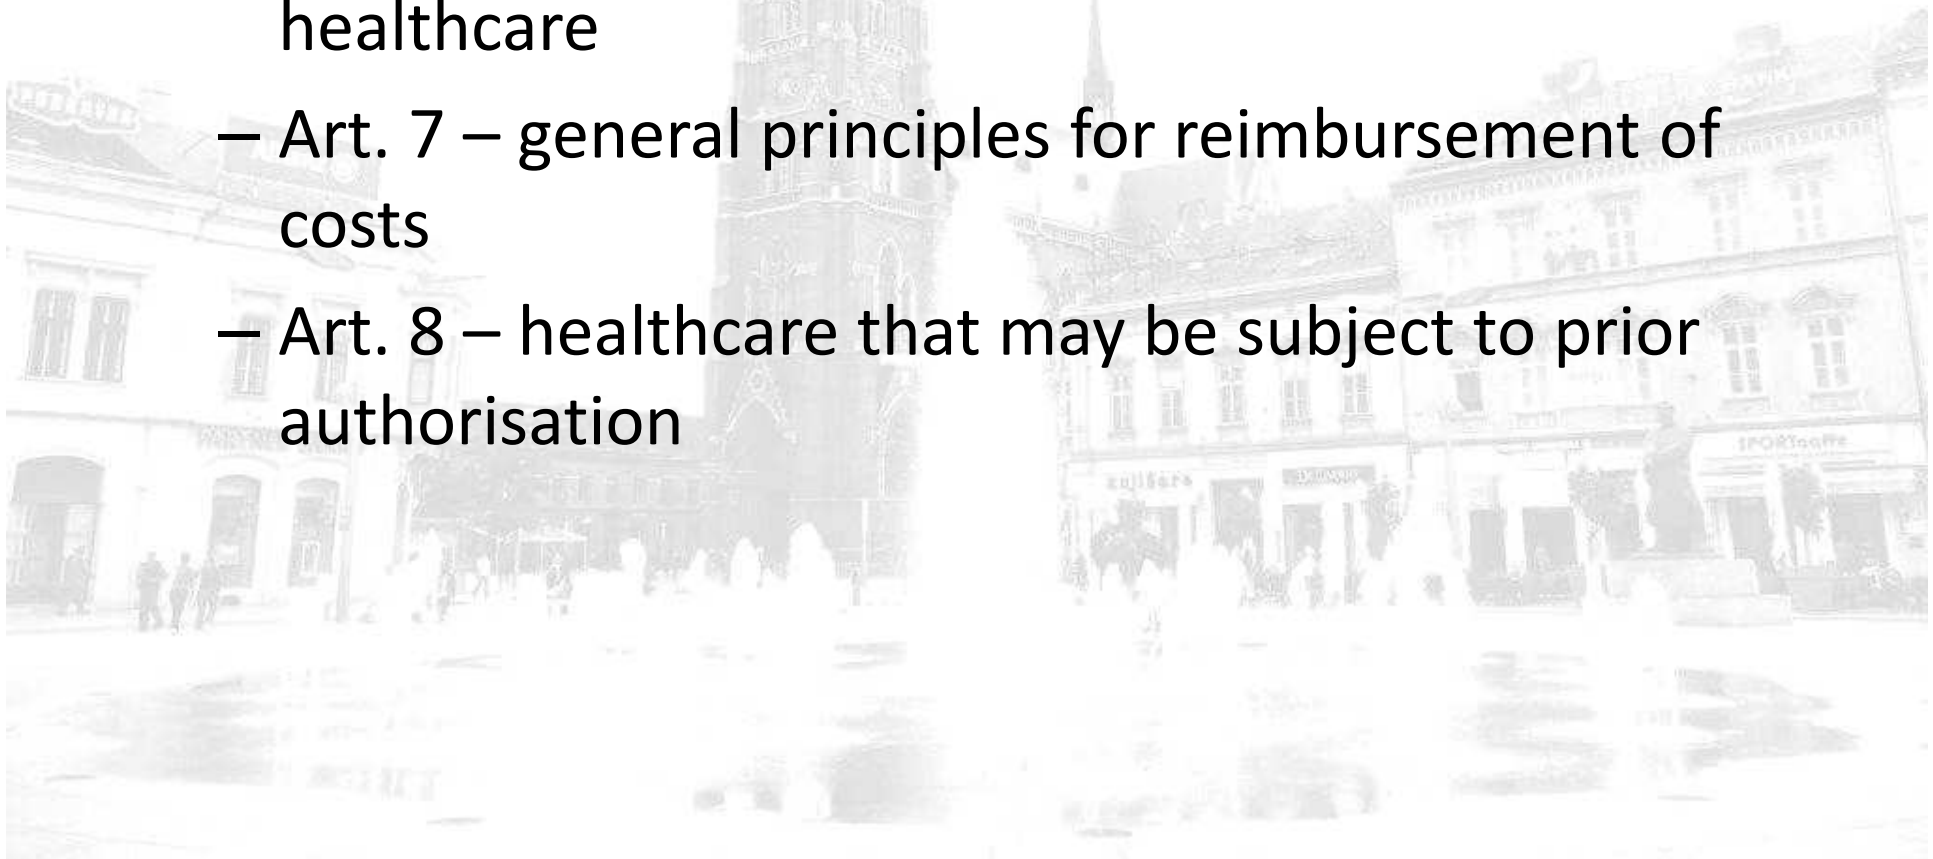 healthcare
– Art. 7 – general principles for reimbursement of
costs
– Art. 8 – healthcare that may be subject to prior
authorisation